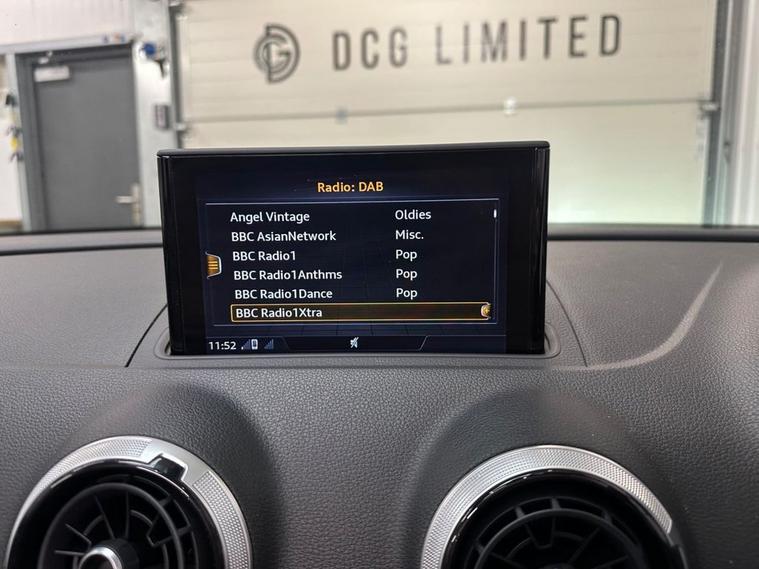 DCG LIMITED
Radio: DAB
Angel Vintage Oldies
BBC AsianNetwork Misc.
BBC Radio1 Pop
BBC Radio1Anthms Pop
BBC Radio1Dance Pop
BBC Radio1Xtra
11:52